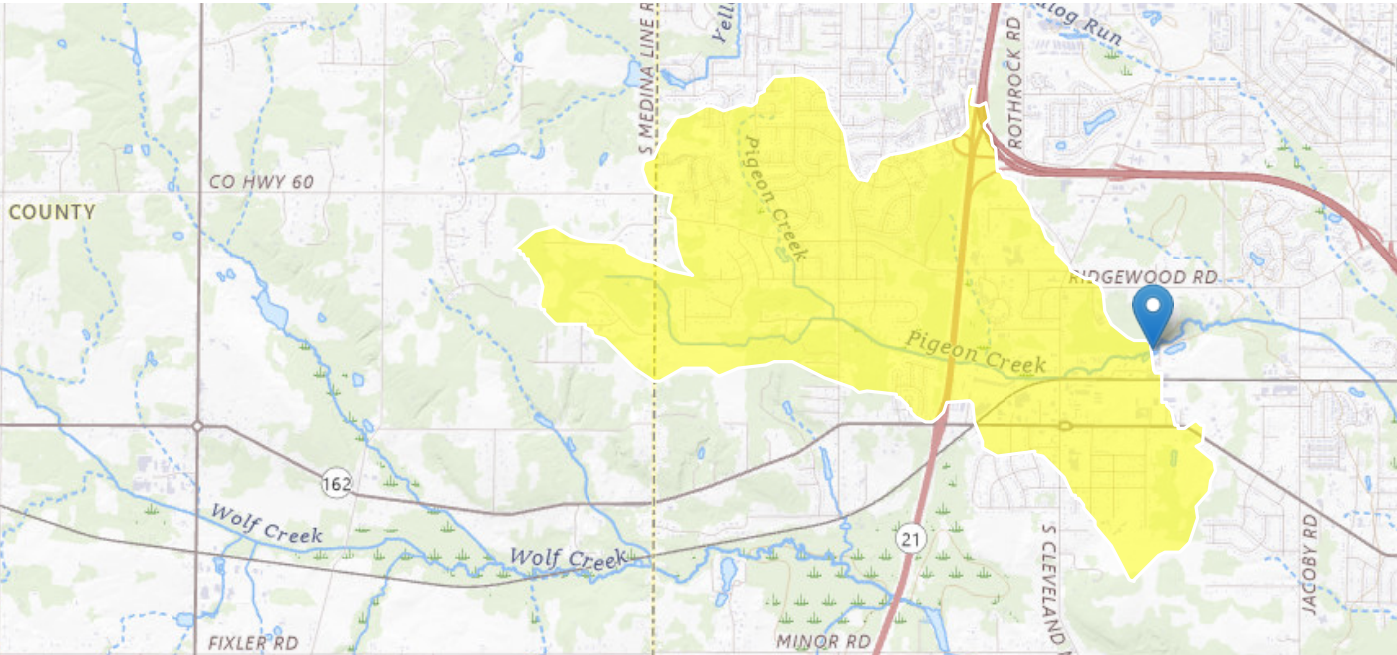 Yell
S MEDINA LINE R
ROTHROCK RD
Run
CO HWY 60
COUNTY
Pigeon Creek
RIDGEWOOD RD
Pigeon Creek
162
Wolf Creek
Wolf Creek
21
S CLEVELAND
JACOBY RD
FIXLER RD
MINOR RD